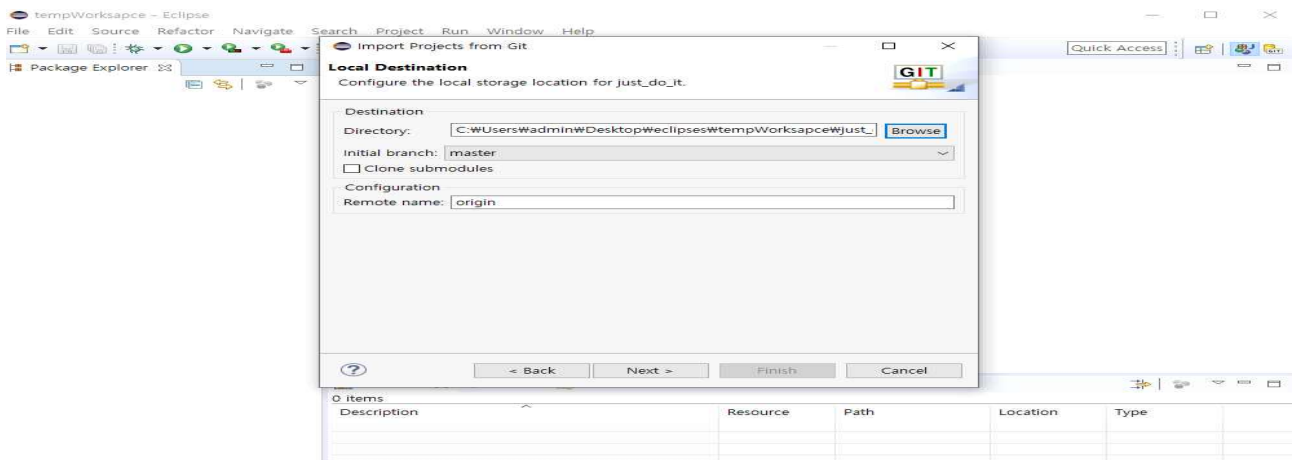 tempWorksapce - Eclipse
File Edit Source Refactor Navigate Search Project Run Window Help
Import Projects from Git
Quick Access
Package Explorer
Local Destination
Configure the local storage location for just_do_it.
GIT
Destination
Directory: C:₩Users₩admin₩Desktop₩eclipses₩tempWorksapce₩just_ Browse
Initial branch: master
Clone submodules
Configuration
Remote name: origin
< Back Next > Finish Cancel
0 items
Description Resource Path Location Type